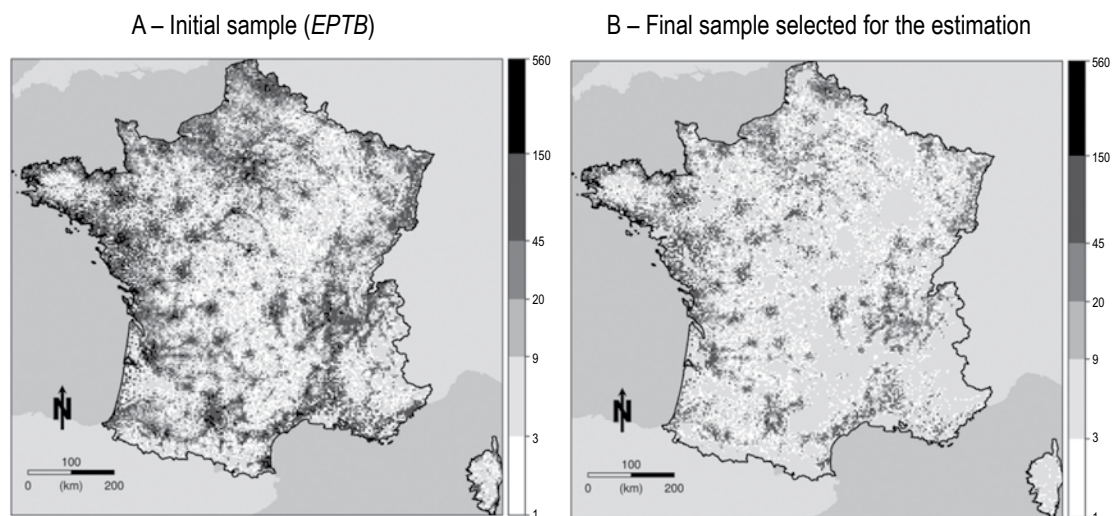 A – Initial sample (EPTB)
B – Final sample selected for the estimation
560
150
45
20
9
3
1
N
100
0 (km) 200
560
150
45
20
9
3
1
N
100
0 (km) 200